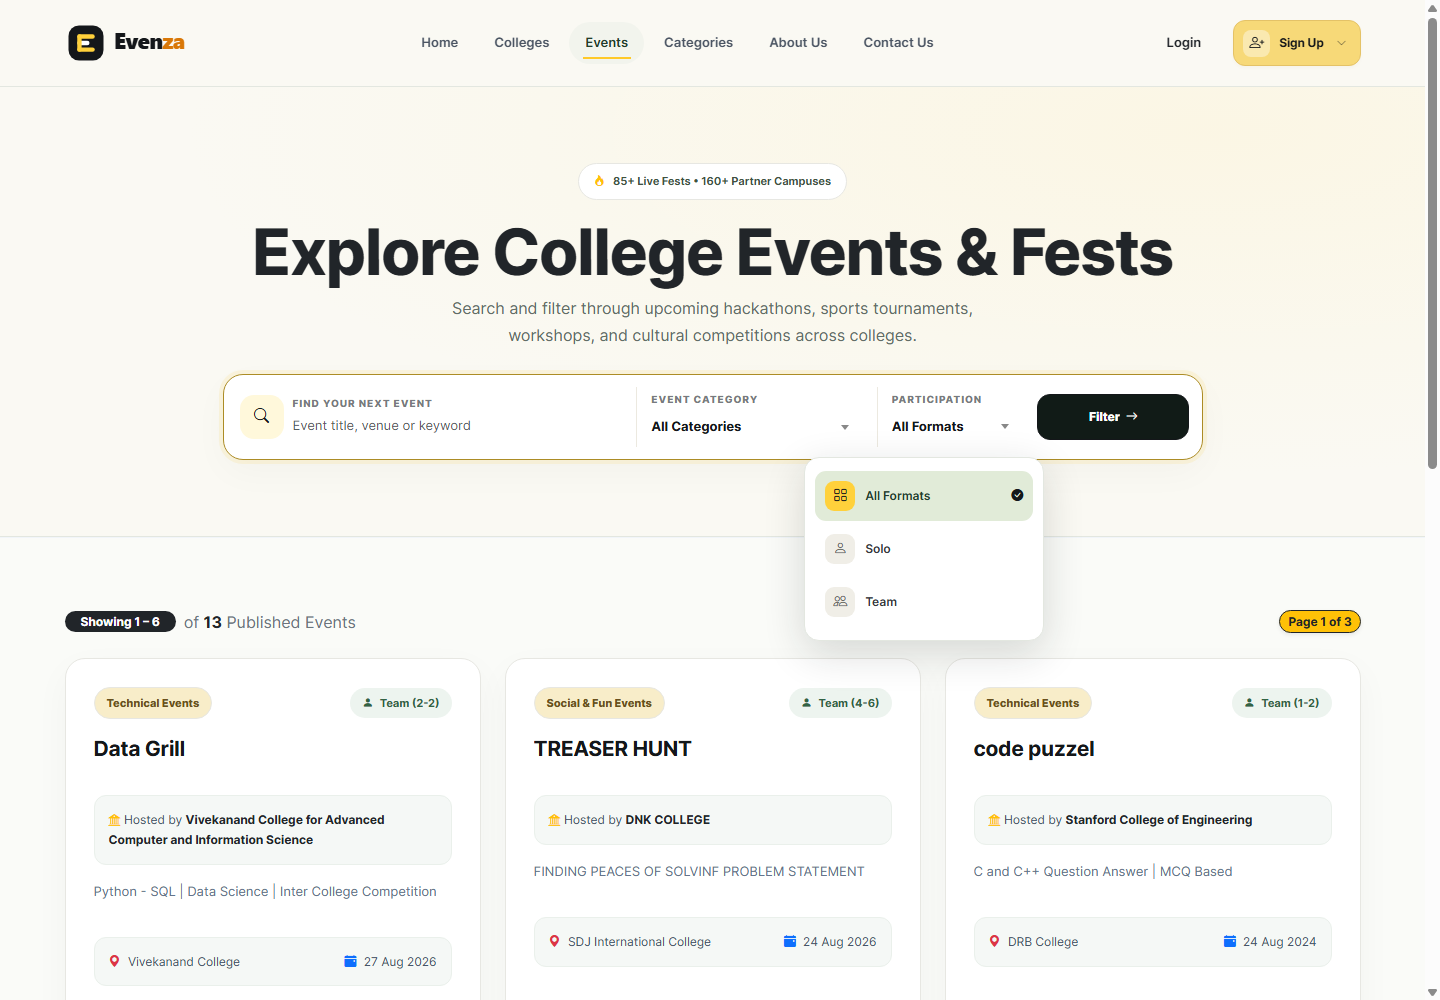 Evenza
Home
Colleges
Events
Categories
About Us
Contact Us
Login
Sign Up
85+ Live Fests • 160+ Partner Campuses
Explore College Events & Fests
Search and filter through upcoming hackathons, sports tournaments,
workshops, and cultural competitions across colleges.
FIND YOUR NEXT EVENT
Event title, venue or keyword
EVENT CATEGORY
All Categories
PARTICIPATION
All Formats
Filter →
All Formats
Solo
Team
Showing 1 – 6 of 13 Published Events
Page 1 of 3
Technical Events
Team (2-2)
Data Grill
Hosted by Vivekanand College for Advanced
Computer and Information Science
Python - SQL | Data Science | Inter College Competition
Vivekanand College
27 Aug 2026
Social & Fun Events
Team (4-6)
TREASER HUNT
Hosted by DNK COLLEGE
FINDING PEACES OF SOLVINF PROBLEM STATEMENT
SDJ International College
24 Aug 2026
Technical Events
Team (1-2)
code puzzel
Hosted by Stanford College of Engineering
C and C++ Question Answer | MCQ Based
DRB College
24 Aug 2024